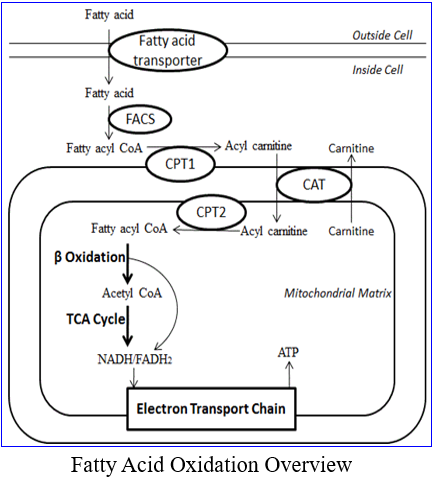 Fatty acid
Outside Cell
Fatty acid
transporter
Inside Cell
Fatty acid
FACS
Fatty acyl CoA
Acyl carnitine
Carnitine
CPT1
CAT
CPT2
Fatty acyl CoA
Acyl carnitine
Carnitine
β Oxidation
Acetyl CoA
Mitochondrial Matrix
TCA Cycle
NADH/FADH₂
ATP
Electron Transport Chain
Fatty Acid Oxidation Overview